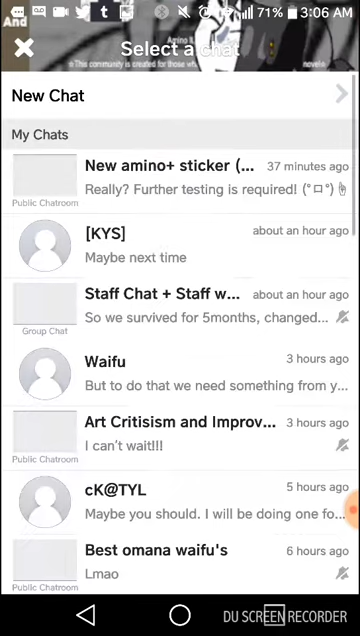 And
71% 3:06 AM
Select a chat
Amino
This community is created for those
New Chat
My Chats
New amino+ sticker (... 37 minutes ago
Really? Further testing is required! (°ㅁ°)
Public Chatroom
[KYS] about an hour ago
Maybe next time
Staff Chat + Staff w... about an hour ago
So we survived for 5months, changed...
Group Chat
Waifu 3 hours ago
But to do that we need something from y...
Art Critisism and Improv... 3 hours ago
I can't wait!!!
Public Chatroom
cK@TYL 5 hours ago
Maybe you should. I will be doing one fo...
Best omana waifu's 6 hours ago
Lmao
Public Chatroom
DU SCREEN RECORDER